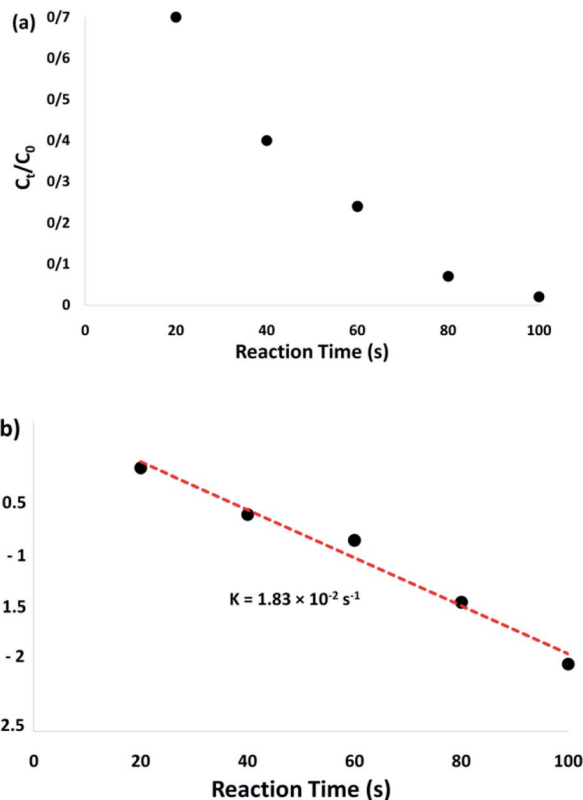 (a)
0/7
0/6
0/5
0/4
0/3
0/2
0/1
0
C_t/C_0
0 20 40 60 80 100
Reaction Time (s)
b)
0.5
- 1
1.5
- 2
2.5
K = 1.83 × 10⁻² s⁻¹
0 20 40 60 80 100
Reaction Time (s)